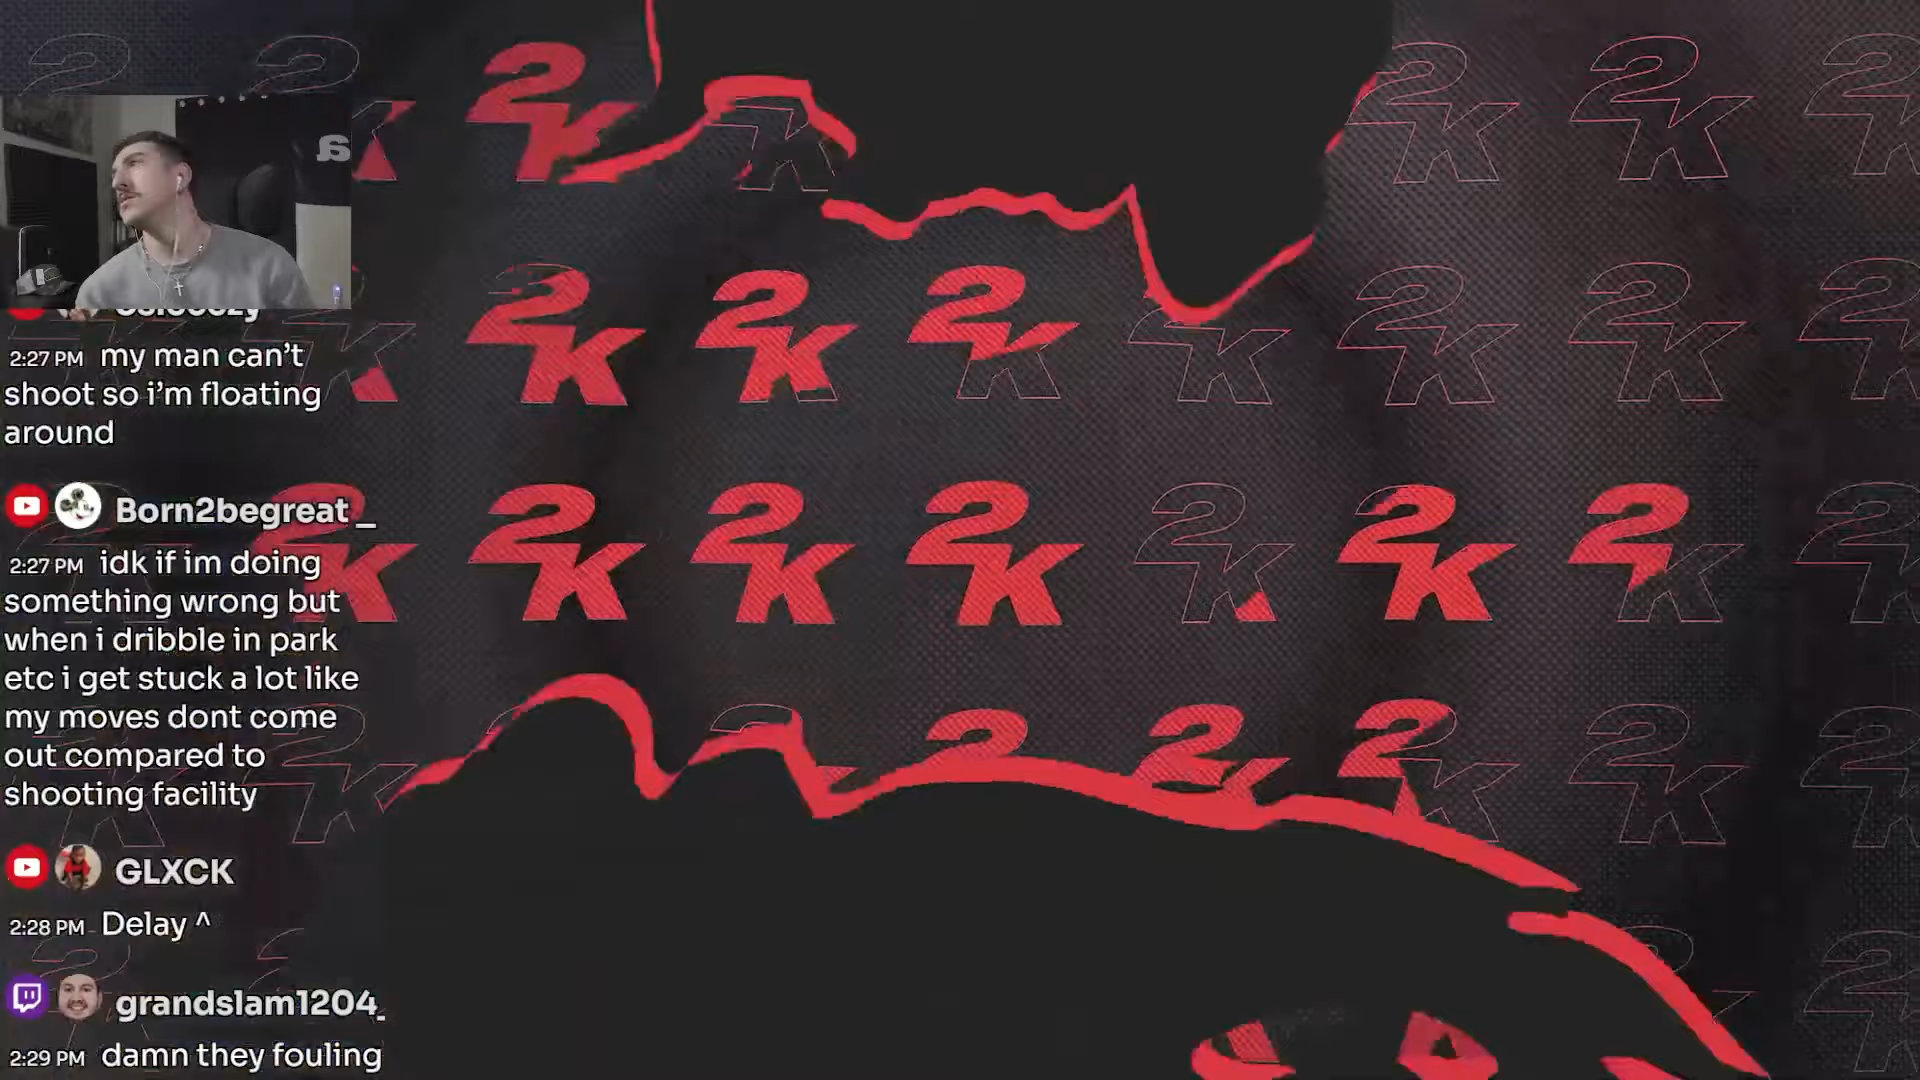 2K
2:27 PM my man can’t
shoot so i’m floating
around
Born2begreat_
2:27 PM idk if im doing
something wrong but
when i dribble in park
etc i get stuck a lot like
my moves dont come
out compared to
shooting facility
GLXCK
2:28 PM Delay ^
grandslam1204_
2:29 PM damn they fouling